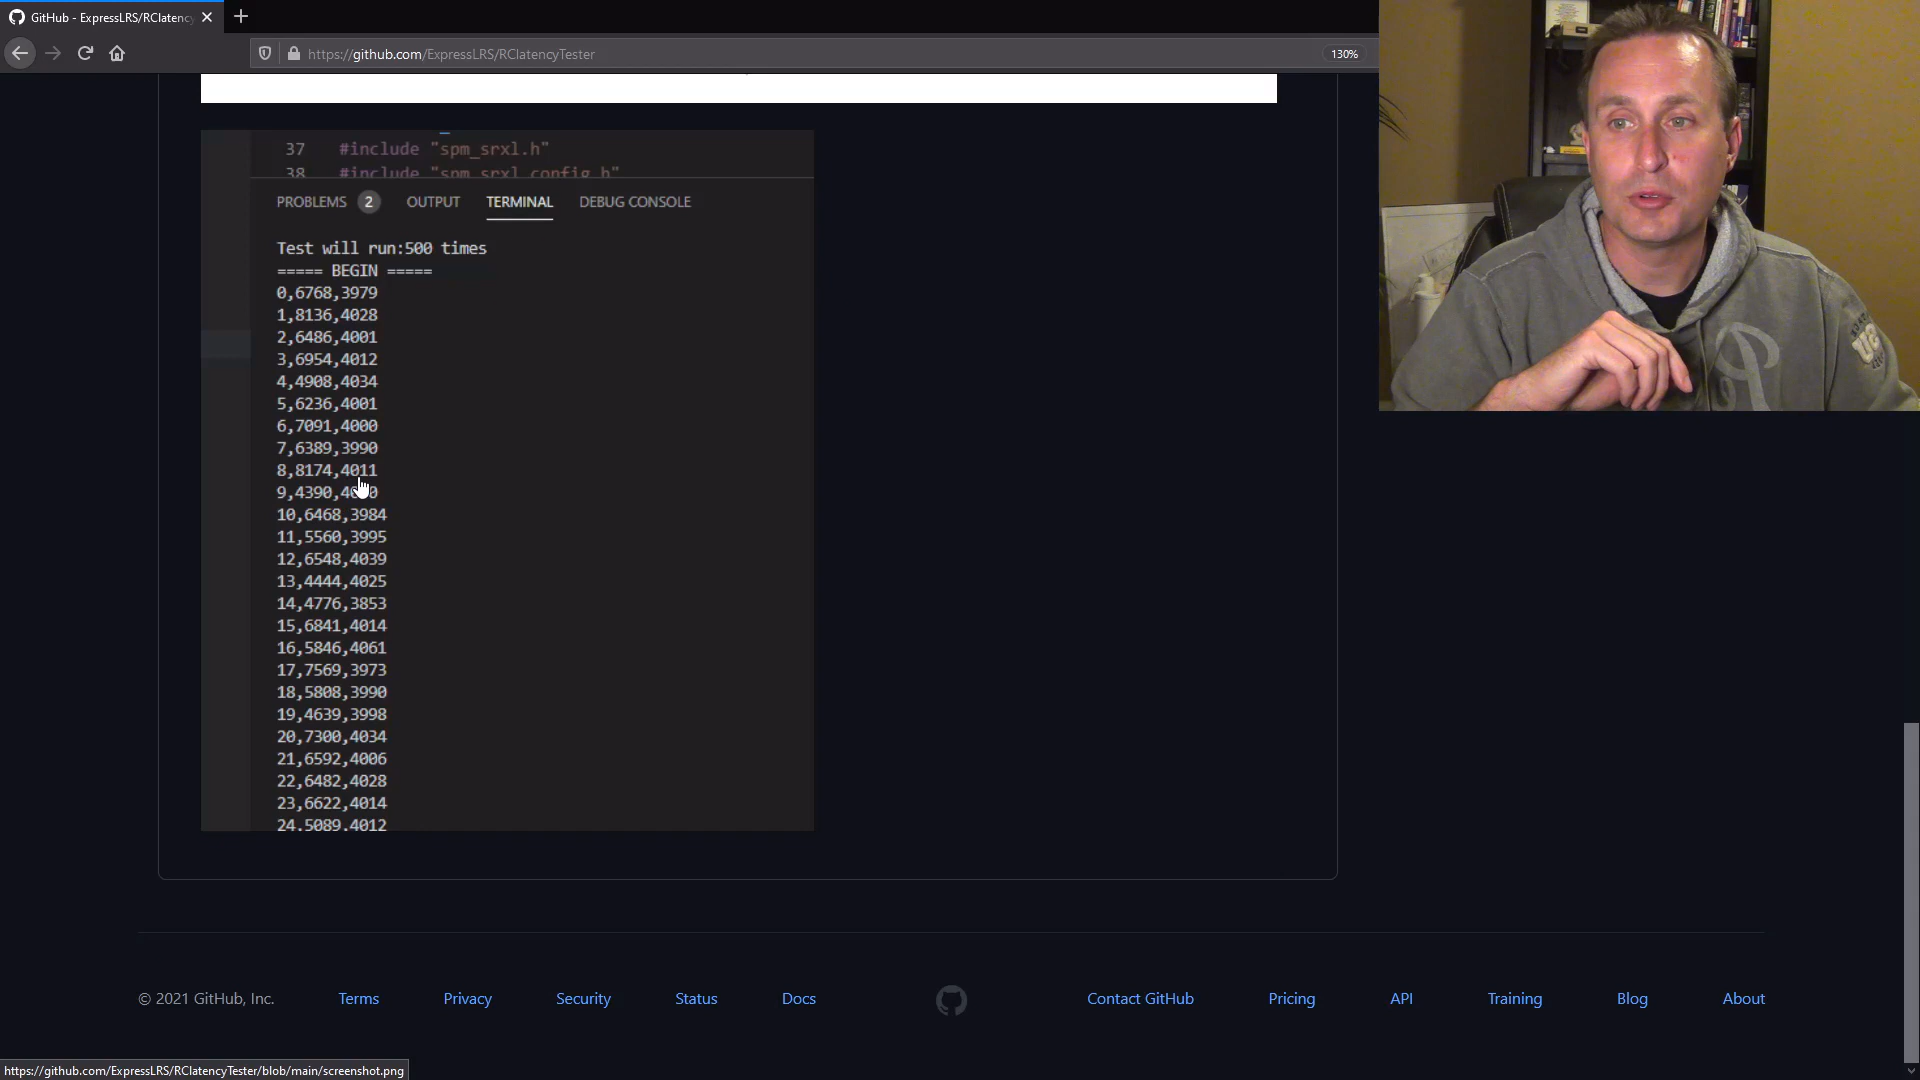 GitHub - ExpressLRS/RClatency
https://github.com/ExpressLRS/RClatencyTester
130%
37 #include "spm_srxl.h"
38 #include "spm_srxl_config.h"
PROBLEMS 2 OUTPUT TERMINAL DEBUG CONSOLE
Test will run:500 times
===== BEGIN =====
0,6768,3979
1,8136,4028
2,6486,4001
3,6954,4012
4,4908,4034
5,6236,4001
6,7091,4000
7,6389,3990
8,8174,4011
9,4390,
10,6468,3984
11,5560,3995
12,6548,4039
13,4444,4025
14,4776,3853
15,6841,4014
16,5846,4061
17,7569,3973
18,5808,3990
19,4639,3998
20,7300,4034
21,6592,4006
22,6482,4028
23,6622,4014
24,5089,4012
© 2021 GitHub, Inc. Terms Privacy Security Status Docs Contact GitHub Pricing API Training Blog About
https://github.com/ExpressLRS/RClatencyTester/blob/main/screenshot.png